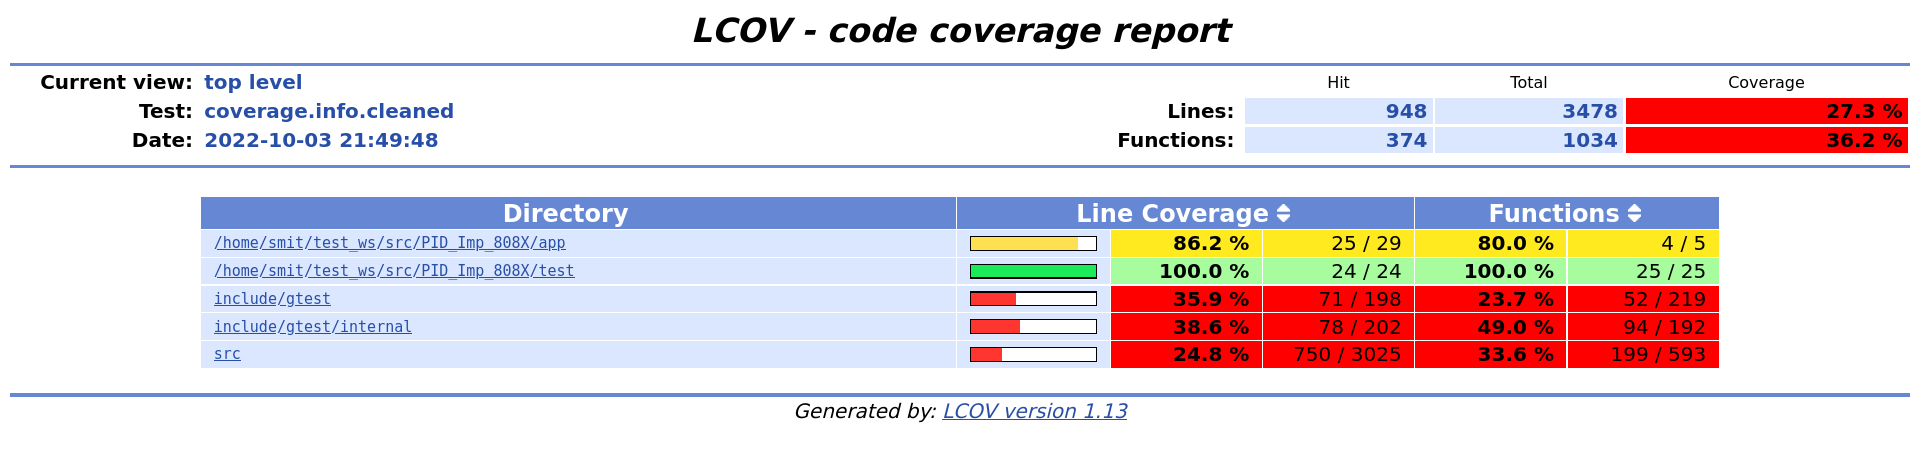 LCOV - code coverage report
Current view: top level Hit Total Coverage
Test: coverage.info.cleaned Lines: 948 3478 27.3 %
Date: 2022-10-03 21:49:48 Functions: 374 1034 36.2 %
Directory Line Coverage Functions
/home/smit/test_ws/src/PID_Imp_808X/app 86.2 % 25 / 29 80.0 % 4 / 5
/home/smit/test_ws/src/PID_Imp_808X/test 100.0 % 24 / 24 100.0 % 25 / 25
include/gtest 35.9 % 71 / 198 23.7 % 52 / 219
include/gtest/internal 38.6 % 78 / 202 49.0 % 94 / 192
src 24.8 % 750 / 3025 33.6 % 199 / 593
Generated by: LCOV version 1.13